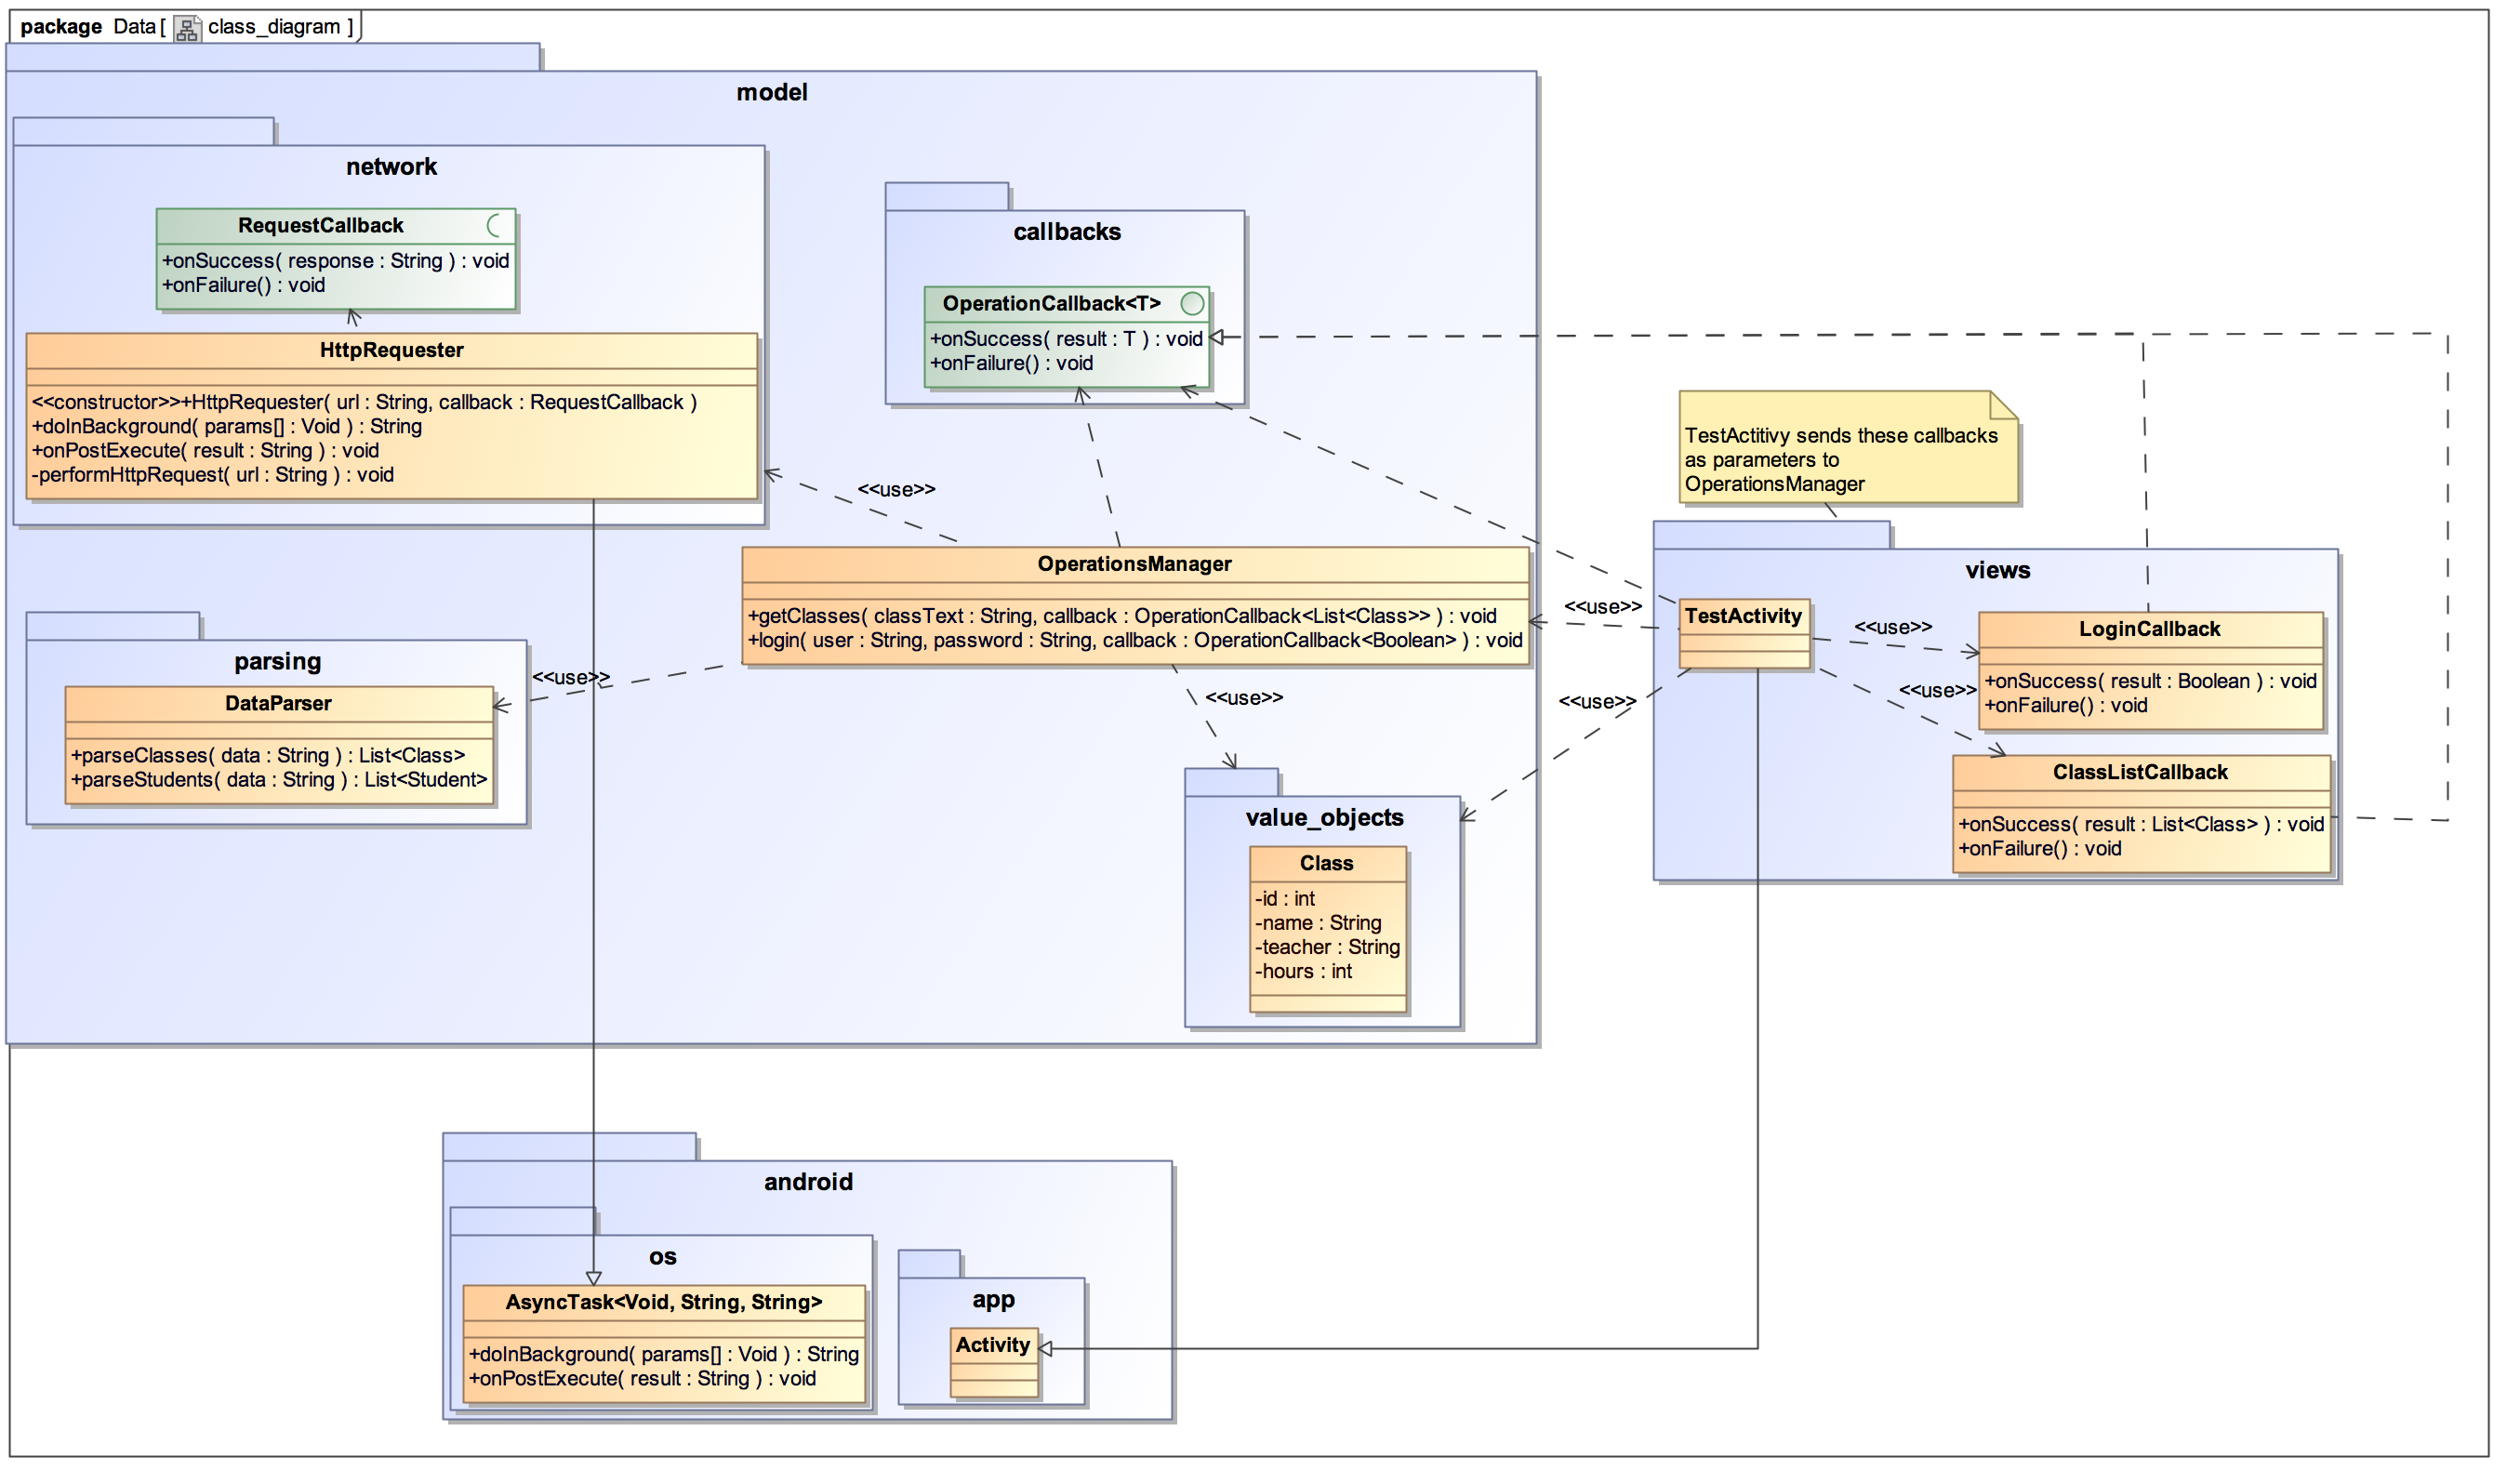 package Data [ class_diagram ]
model
network
RequestCallback
+onSuccess( response : String ) : void
+onFailure() : void
HttpRequester
<<constructor>>+HttpRequester( url : String, callback : RequestCallback )
+doInBackground( params[] : Void ) : String
+onPostExecute( result : String ) : void
-performHttpRequest( url : String ) : void
callbacks
OperationCallback<T>
+onSuccess( result : T ) : void
+onFailure() : void
<<use>>
OperationsManager
+getClasses( classText : String, callback : OperationCallback<List<Class>> ) : void
+login( user : String, password : String, callback : OperationCallback<Boolean> ) : void
parsing
DataParser
+parseClasses( data : String ) : List<Class>
+parseStudents( data : String ) : List<Student>
<<use>>
<<use>>
value_objects
Class
-id : int
-name : String
-teacher : String
-hours : int
TestActitivy sends these callbacks
as parameters to
OperationsManager
views
<<use>>
<<use>>
TestActivity
<<use>>
<<use>>
LoginCallback
+onSuccess( result : Boolean ) : void
+onFailure() : void
ClassListCallback
+onSuccess( result : List<Class> ) : void
+onFailure() : void
android
os
AsyncTask<Void, String, String>
+doInBackground( params[] : Void ) : String
+onPostExecute( result : String ) : void
app
Activity